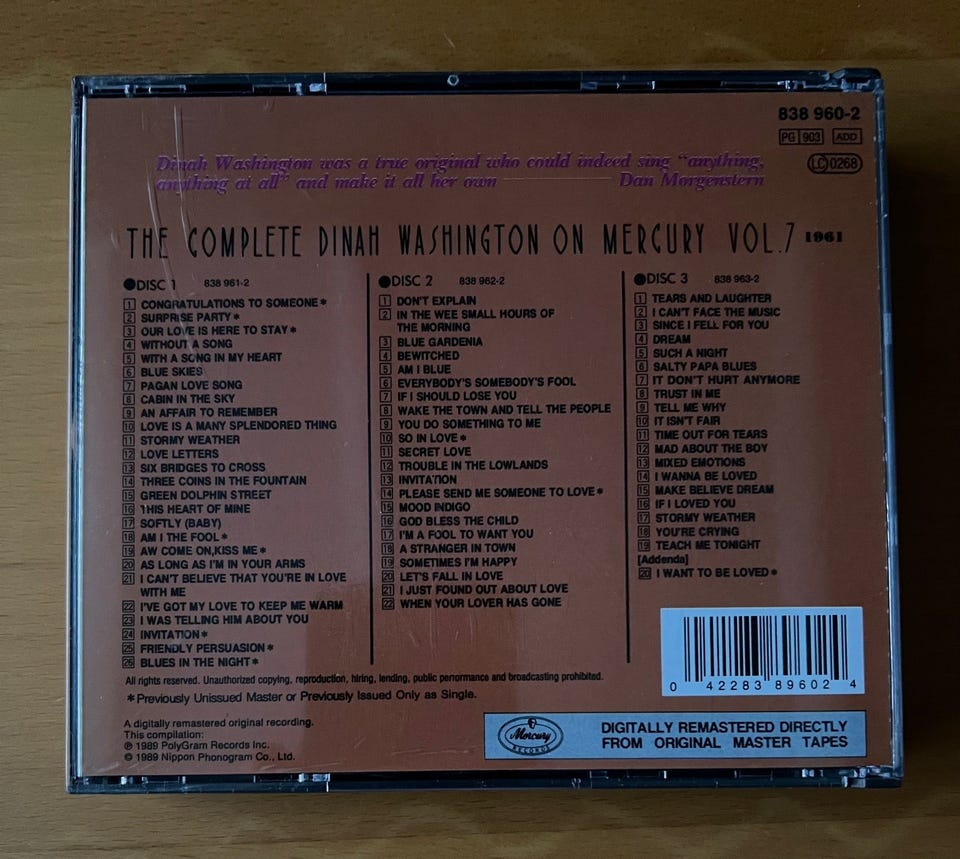 838 960-2
PG 903 ADD
LC 0268
Dinah Washington was a true original who could indeed sing "anything,
anything at all" and make it all her own Dan Morgenstern
THE COMPLETE DINAH WASHINGTON ON MERCURY VOL.7 1961
DISC 1 838 961-2
1 CONGRATULATIONS TO SOMEONE*
2 SURPRISE PARTY*
3 OUR LOVE IS HERE TO STAY*
4 WITHOUT A SONG
5 WITH A SONG IN MY HEART
6 BLUE SKIES
7 PAGAN LOVE SONG
8 CABIN IN THE SKY
9 AN AFFAIR TO REMEMBER
10 LOVE IS A MANY SPLENDORED THING
11 STORMY WEATHER
12 LOVE LETTERS
13 SIX BRIDGES TO CROSS
14 THREE COINS IN THE FOUNTAIN
15 GREEN DOLPHIN STREET
16 THIS HEART OF MINE
17 SOFTLY (BABY)
18 AM I THE FOOL*
19 AW COME ON,KISS ME*
20 AS LONG AS I'M IN YOUR ARMS
21 I CAN'T BELIEVE THAT YOU'RE IN LOVE
WITH ME
22 I'VE GOT MY LOVE TO KEEP ME WARM
23 I WAS TELLING HIM ABOUT YOU
24 INVITATION*
25 FRIENDLY PERSUASION*
26 BLUES IN THE NIGHT*
DISC 2 838 962-2
1 DON'T EXPLAIN
2 IN THE WEE SMALL HOURS OF
THE MORNING
3 BLUE GARDENIA
4 BEWITCHED
5 AM I BLUE
6 EVERYBODY'S SOMEBODY'S FOOL
7 IF I SHOULD LOSE YOU
8 WAKE THE TOWN AND TELL THE PEOPLE
9 YOU DO SOMETHING TO ME
10 SO IN LOVE*
11 SECRET LOVE
12 TROUBLE IN THE LOWLANDS
13 INVITATION
14 PLEASE SEND ME SOMEONE TO LOVE*
15 MOOD INDIGO
16 GOD BLESS THE CHILD
17 I'M A FOOL TO WANT YOU
18 A STRANGER IN TOWN
19 SOMETIMES I'M HAPPY
20 LET'S FALL IN LOVE
21 I JUST FOUND OUT ABOUT LOVE
22 WHEN YOUR LOVER HAS GONE
DISC 3 838 963-2
1 TEARS AND LAUGHTER
2 I CAN'T FACE THE MUSIC
3 SINCE I FELL FOR YOU
4 DREAM
5 SUCH A NIGHT
6 SALTY PAPA BLUES
7 IT DON'T HURT ANYMORE
8 TRUST IN ME
9 TELL ME WHY
10 IT ISN'T FAIR
11 TIME OUT FOR TEARS
12 MAD ABOUT THE BOY
13 MIXED EMOTIONS
14 I WANNA BE LOVED
15 MAKE BELIEVE DREAM
16 IF I LOVED YOU
17 STORMY WEATHER
18 YOU'RE CRYING
19 TEACH ME TONIGHT
[Addenda]
20 I WANT TO BE LOVED*
All rights reserved. Unauthorized copying, reproduction, hiring, lending, public performance and broadcasting prohibited.
*Previously Unissued Master or Previously Issued Only as Single.
0 42283 89602 4
A digitally remastered original recording.
This compilation:
℗ 1989 PolyGram Records Inc.
© 1989 Nippon Phonogram Co., Ltd.
Mercury
RECORDS
DIGITALLY REMASTERED DIRECTLY
FROM ORIGINAL MASTER TAPES